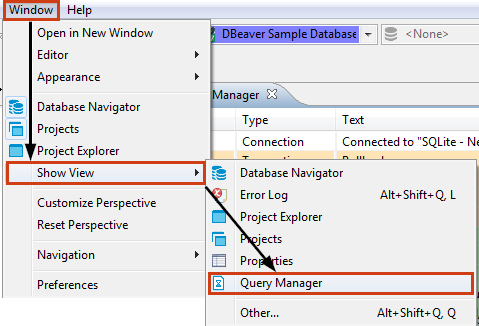 Window Help
Open in New Window
DBeaver Sample Database
<None>
Editor
Appearance
Manager
Database Navigator
Type Text
Projects
Connection Connected to "SQLite - Ne
Project Explorer
Show View
Database Navigator
Error Log Alt+Shift+Q, L
Customize Perspective
Project Explorer
Reset Perspective
Projects
Navigation
Properties
Preferences
Query Manager
Other... Alt+Shift+Q, Q